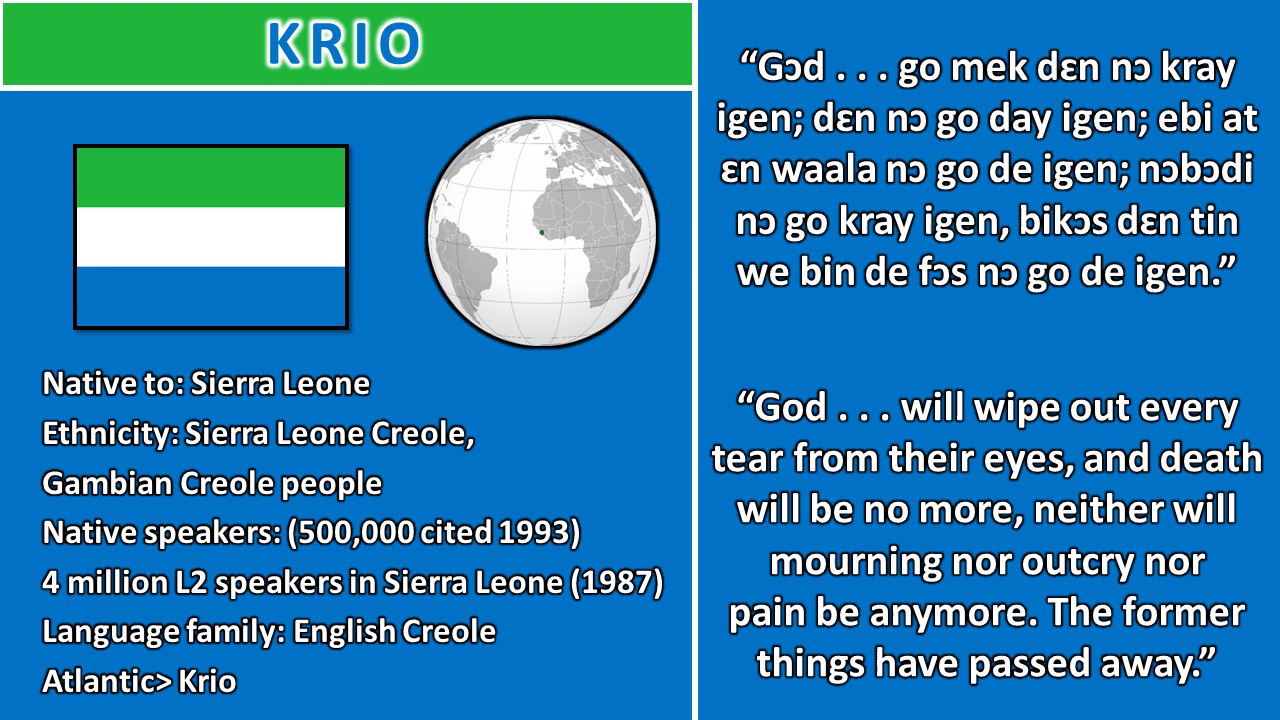 KRIO
Native to: Sierra Leone
Ethnicity: Sierra Leone Creole,
Gambian Creole people
Native speakers: (500,000 cited 1993)
4 million L2 speakers in Sierra Leone (1987)
Language family: English Creole
Atlantic> Krio
“Gɔd . . . go mek dɛn nɔ kray
igen; dɛn nɔ go day igen; ebi at
ɛn waala nɔ go de igen; nɔbɔdi
nɔ go kray igen, bikɔs dɛn tin
we bin de fɔs nɔ go de igen.”
“God . . . will wipe out every
tear from their eyes, and death
will be no more, neither will
mourning nor outcry nor
pain be anymore. The former
things have passed away.”